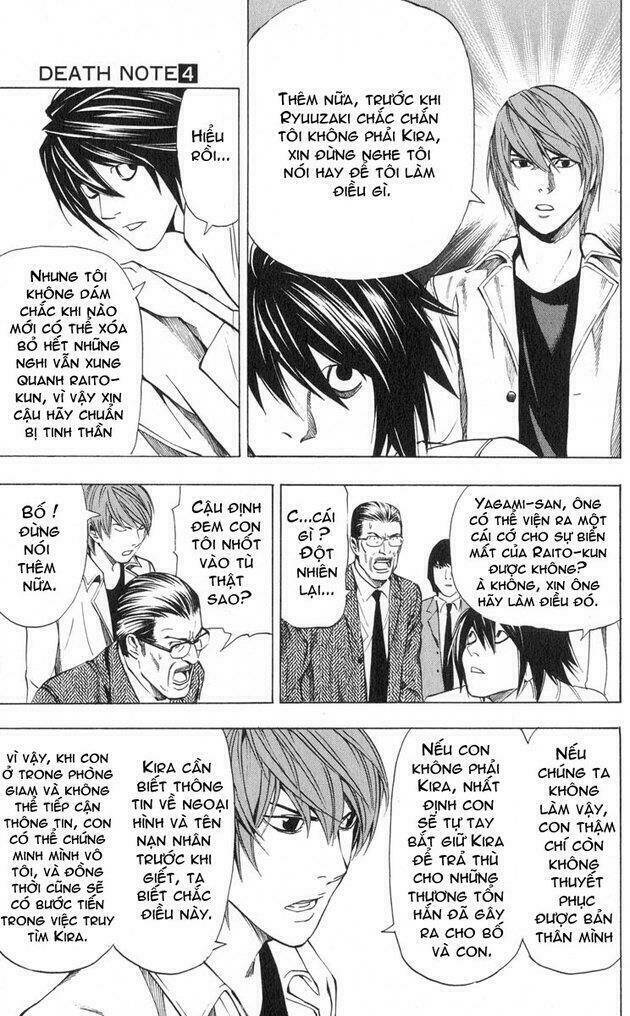 DEATH NOTE 4
THÊM NỮA, TRƯỚC KHI
RYUUZAKI CHẮC CHẮN
TÔI KHÔNG PHẢI KIRA,
XIN ĐỪNG NGHE TÔI
NÓI HAY ĐỂ TÔI LÀM
ĐIỀU GÌ.
HIỂU
RỒI...
NHƯNG TÔI
KHÔNG DÁM
CHẮC KHI NÀO
MỚI CÓ THỂ XÓA
BỎ HẾT NHỮNG
NGHI VẤN XUNG
QUANH RAITO-
KUN, VÌ VẬY XIN
CẬU HÃY CHUẨN
BỊ TINH THẦN
YAGAMI-SAN, ÔNG
CÓ THỂ VIỆN RA MỘT
CÁI CỚ CHO SỰ BIẾN
MẤT CỦA RAITO-KUN
ĐƯỢC KHÔNG?
À KHÔNG, XIN ÔNG
HÃY LÀM ĐIỀU ĐÓ.
C...CÁI
GÌ ?
ĐỘT
NHIÊN
LẠI...
CẬU ĐỊNH
ĐEM CON
TÔI NHỐT
VÀO TÙ
THẬT
SAO?
BỐ !
ĐỪNG
NÓI
THÊM
NỮA.
NẾU
CHÚNG TA
KHÔNG
LÀM VẬY,
CON THẬM
CHÍ CÒN
KHÔNG
THUYẾT
PHỤC
ĐƯỢC BẢN
THÂN MÌNH
NẾU CON
KHÔNG PHẢI
KIRA, NHẤT
ĐỊNH CON
SẼ TỰ TAY
BẮT GIỮ KIRA
ĐỂ TRẢ THÙ
CHO NHỮNG
THƯƠNG TỔN
HẮN ĐÃ GÂY
RA CHO BỐ
VÀ CON.
KIRA CẦN
BIẾT THÔNG
TIN VỀ NGOẠI
HÌNH VÀ TÊN
NẠN NHÂN
TRƯỚC KHI
GIẾT, TA
BIẾT CHẮC
ĐIỀU NÀY.
VÌ VẬY, KHI CON
Ở TRONG PHÒNG
GIAM VÀ KHÔNG
THỂ TIẾP CẬN
THÔNG TIN, CON
CÓ THỂ CHỨNG
MINH MÌNH VÔ
TÔI, VÀ ĐỒNG
THỜI CŨNG SẼ
CÓ BƯỚC TIẾN
TRONG VIỆC TRUY
TÌM KIRA.